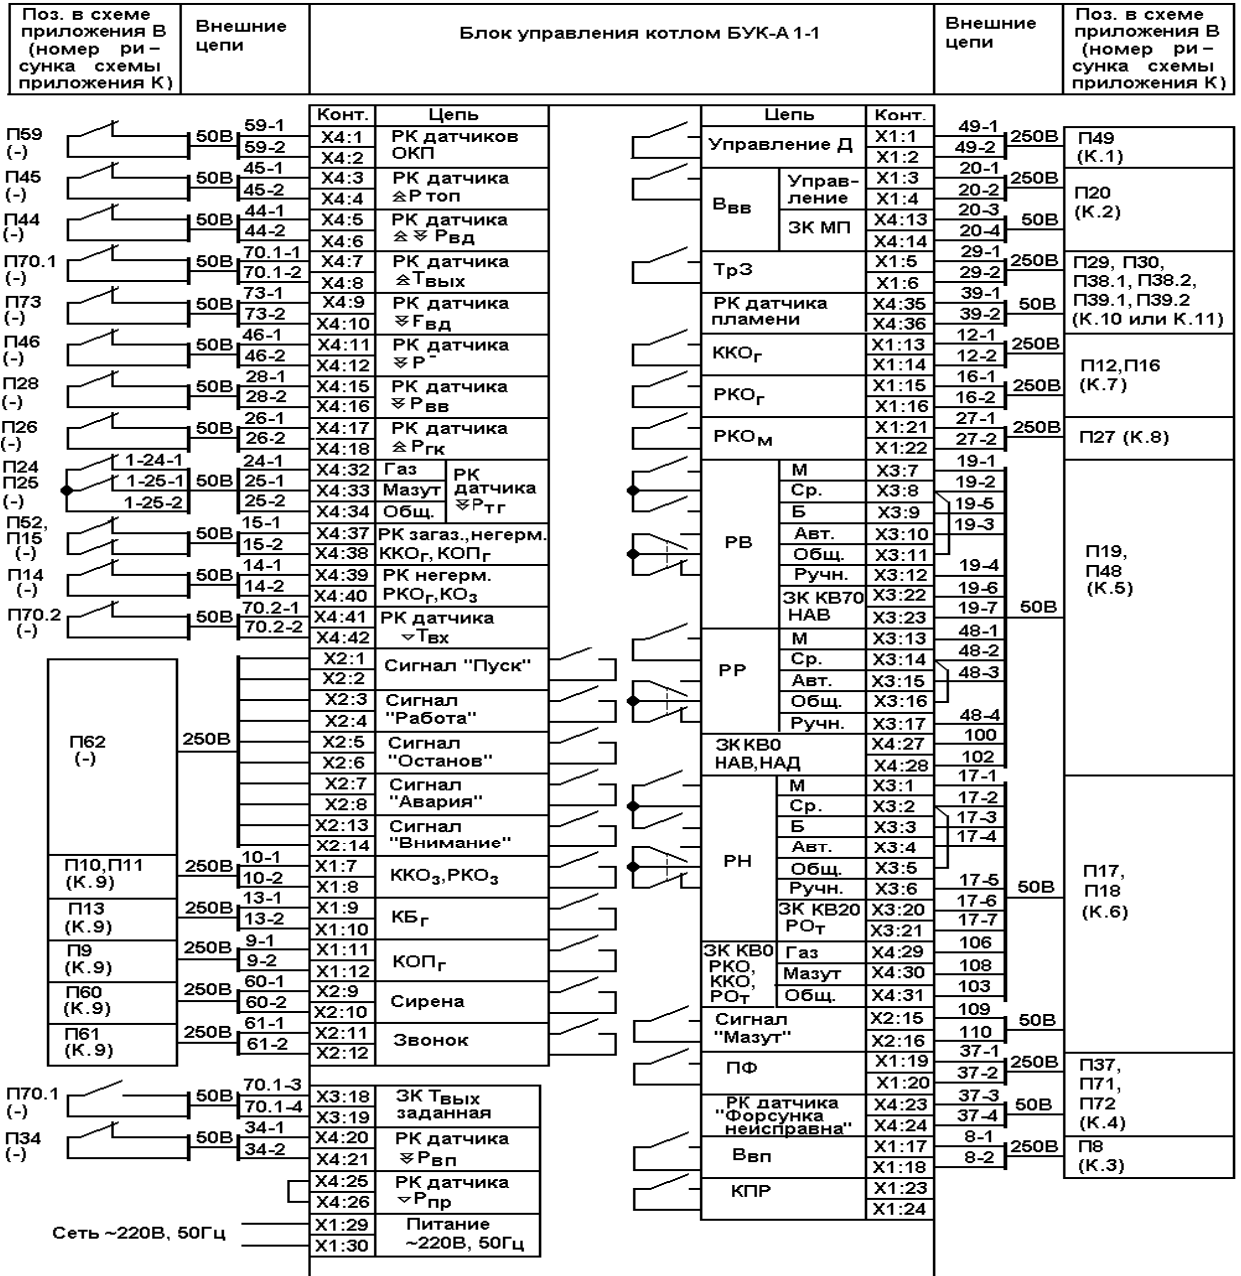 Поз. в схеме
приложения В
(номер ри–
сунка схемы
приложения К)
Внешние
цепи
Блок управления котлом БУК-А 1-1
Внешние
цепи
Поз. в схеме
приложения В
(номер ри–
сунка схемы
приложения К)
Конт. Цепь
П59 (-) 50В 59-1 59-2 X4:1 X4:2 РК датчиков ОКП
П45 (-) 50В 45-1 45-2 X4:3 X4:4 РК датчика Р топ
П44 (-) 50В 44-1 44-2 X4:5 X4:6 РК датчика Рвд
П70.1 (-) 50В 70.1-1 70.1-2 X4:7 X4:8 РК датчика Твых
П73 (-) 50В 73-1 73-2 X4:9 X4:10 РК датчика Fвд
П46 (-) 50В 46-1 46-2 X4:11 X4:12 РК датчика Р¯
П28 (-) 50В 28-1 28-2 X4:15 X4:16 РК датчика Рвв
П26 (-) 50В 26-1 26-2 X4:17 X4:18 РК датчика Ргк
П24 П25 (-) 1-24-1 1-25-1 1-25-2 50В 24-1 25-1 25-2 X4:32 Газ X4:33 Мазут X4:34 Общ. РК датчика Ртг
П52, П15 (-) 50В 15-1 15-2 X4:37 X4:38 РК загаз.,негерм. ККОг, КОПг
П14 (-) 50В 14-1 14-2 X4:39 X4:40 РК негерм. РКОг,КОз
П70.2 (-) 50В 70.2-1 70.2-2 X4:41 X4:42 РК датчика Твх
П62 (-) 250В
X2:1 X2:2 Сигнал "Пуск"
X2:3 X2:4 Сигнал "Работа"
X2:5 X2:6 Сигнал "Останов"
X2:7 X2:8 Сигнал "Авария"
X2:13 X2:14 Сигнал "Внимание"
П10,П11 (К.9) 250В 10-1 10-2 X1:7 X1:8 ККОз,РКОз
П13 (К.9) 250В 13-1 13-2 X1:9 X1:10 КБг
П9 (К.9) 250В 9-1 9-2 X1:11 X1:12 КОПг
П60 (К.9) 250В 60-1 60-2 X2:9 X2:10 Сирена
П61 (К.9) 250В 61-1 61-2 X2:11 X2:12 Звонок
П70.1 (-) 50В 70.1-3 70.1-4 X3:18 X3:19 ЗК Твых заданная
П34 (-) 50В 34-1 34-2 X4:20 X4:21 РК датчика Рвп
X4:25 X4:26 РК датчика Рпр
Сеть ~220В, 50Гц X1:29 X1:30 Питание ~220В, 50Гц
Цепь Конт.
Управление Д X1:1 X1:2 49-1 49-2 250В П49 (К.1)
Ввв Управ-ление X1:3 X1:4 20-1 20-2 250В П20 (К.2)
ЗК МП X4:13 X4:14 20-3 20-4 50В
ТрЗ X1:5 X1:6 29-1 29-2 250В П29, П30, П38.1, П38.2, П39.1, П39.2 (К.10 или К.11)
РК датчика пламени X4:35 X4:36 39-1 39-2 50В
ККОг X1:13 X1:14 12-1 12-2 250В П12,П16 (К.7)
РКОг X1:15 X1:16 16-1 16-2 250В
РКОм X1:21 X1:22 27-1 27-2 250В П27 (К.8)
РВ
М X3:7 19-1
Ср. X3:8 19-2
Б X3:9 19-5
Авт. X3:10 19-3
Общ. X3:11
Ручн. X3:12 19-4
ЗК КВ70 НАВ X3:22 X3:23 19-6 19-7 50В
П19, П48 (К.5)
РР
М X3:13 48-1
Ср. X3:14 48-2
Авт. X3:15 48-3
Общ. X3:16
Ручн. X3:17 48-4
ЗК КВ0 НАВ,НАД X4:27 X4:28 100 102
РН
М X3:1 17-1
Ср. X3:2 17-2
Б X3:3 17-3
Авт. X3:4 17-4
Общ. X3:5
Ручн. X3:6 17-5
ЗК КВ20 РОт X3:20 X3:21 17-6 17-7 50В
П17, П18 (К.6)
ЗК КВ0 РКО, ККО, РОт
Газ X4:29 106
Мазут X4:30 108
Общ. X4:31 103
Сигнал "Мазут" X2:15 X2:16 109 110 50В
ПФ X1:19 X1:20 37-1 37-2 250В П37, П71, П72 (К.4)
РК датчика "Форсунка неисправна" X4:23 X4:24 37-3 37-4 50В
Ввп X1:17 X1:18 8-1 8-2 250В П8 (К.3)
КПР X1:23 X1:24